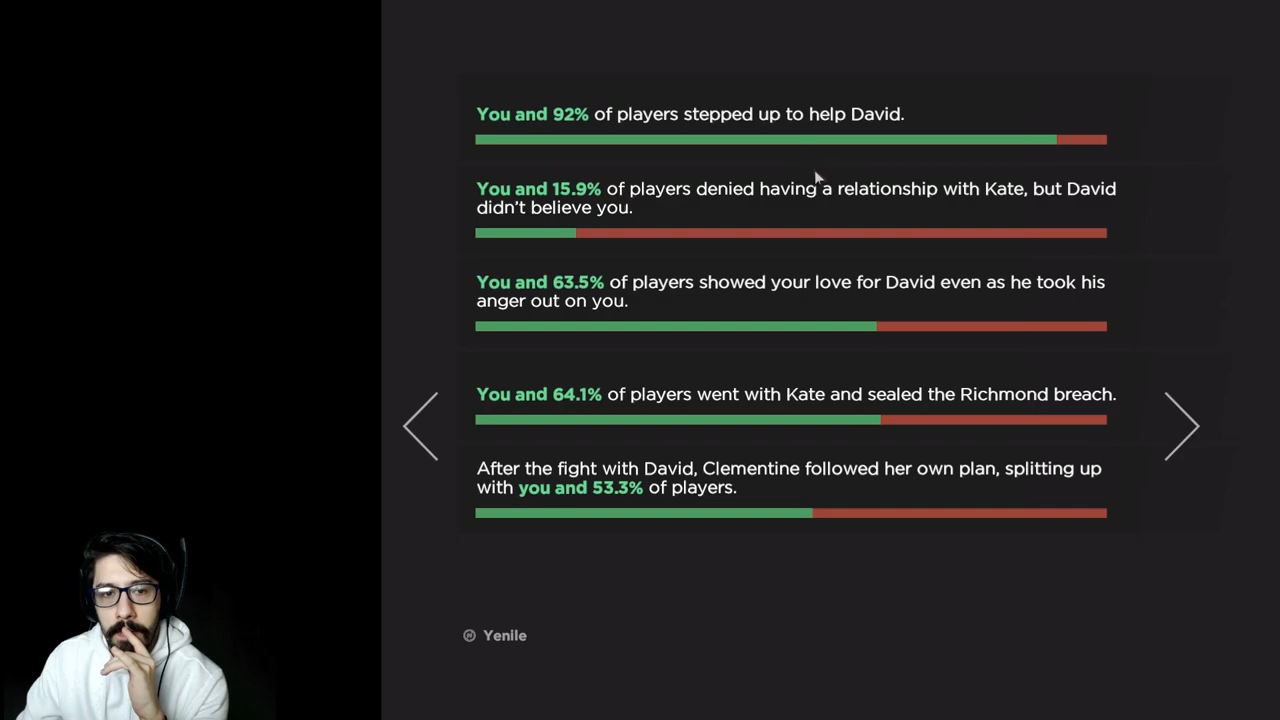 You and 92% of players stepped up to help David.
You and 15.9% of players denied having a relationship with Kate, but David
didn’t believe you.
You and 63.5% of players showed your love for David even as he took his
anger out on you.
You and 64.1% of players went with Kate and sealed the Richmond breach.
After the fight with David, Clementine followed her own plan, splitting up
with you and 53.3% of players.
Yenile